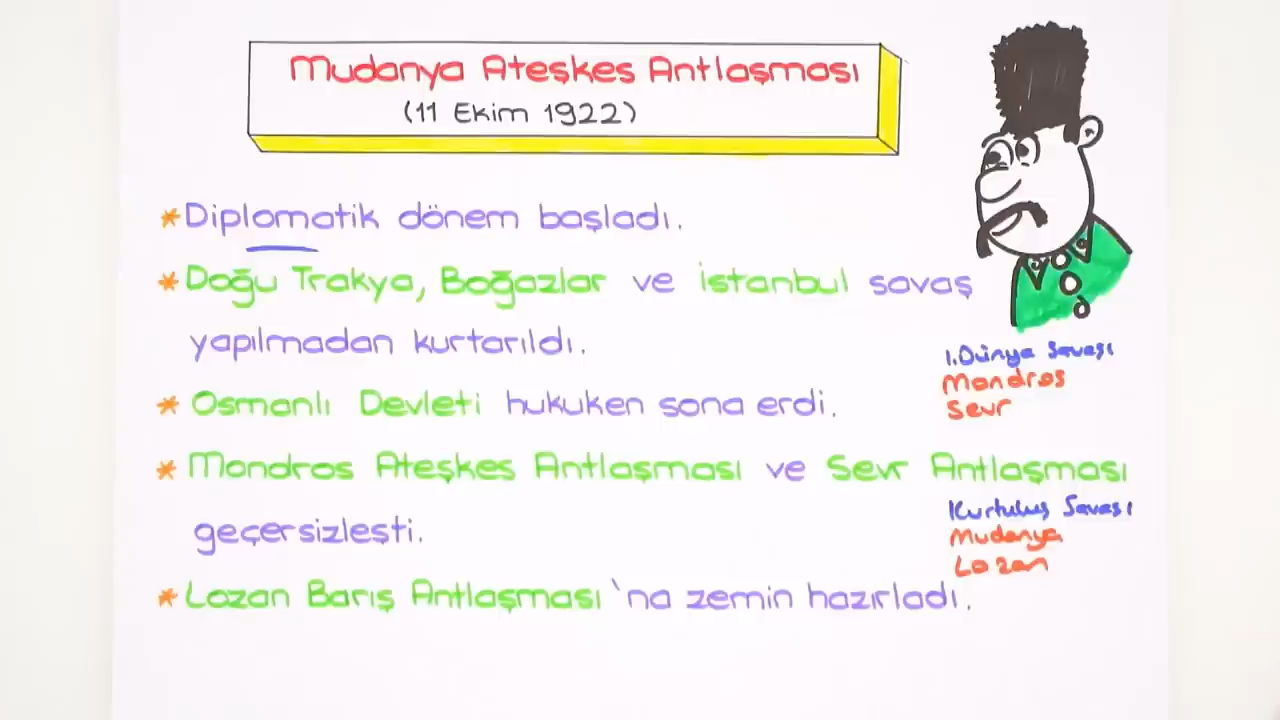 Mudanya Ateşkes Antlaşması
(11 Ekim 1922)
*Diplomatik dönem başladı.
*Doğu Trakya, Boğazlar ve İstanbul savaş
yapılmadan kurtarıldı.
* Osmanlı Devleti hukuken sona erdi.
* Mondros Ateşkes Antlaşması ve Sevr Antlaşması
geçersizleşti.
* Lozan Barış Antlaşması 'na zemin hazırladı.
1.Dünya Savaşı
Mondros
Sevr
Kurtuluş Savaşı
Mudanya
Lozan